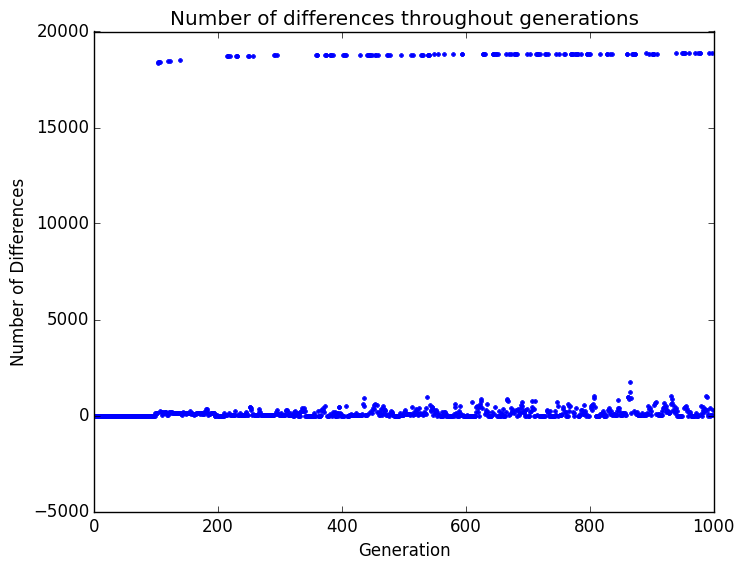 Number of differences throughout generations
20000
15000
10000
5000
0
−5000
0 200 400 600 800 1000
Number of Differences
Generation